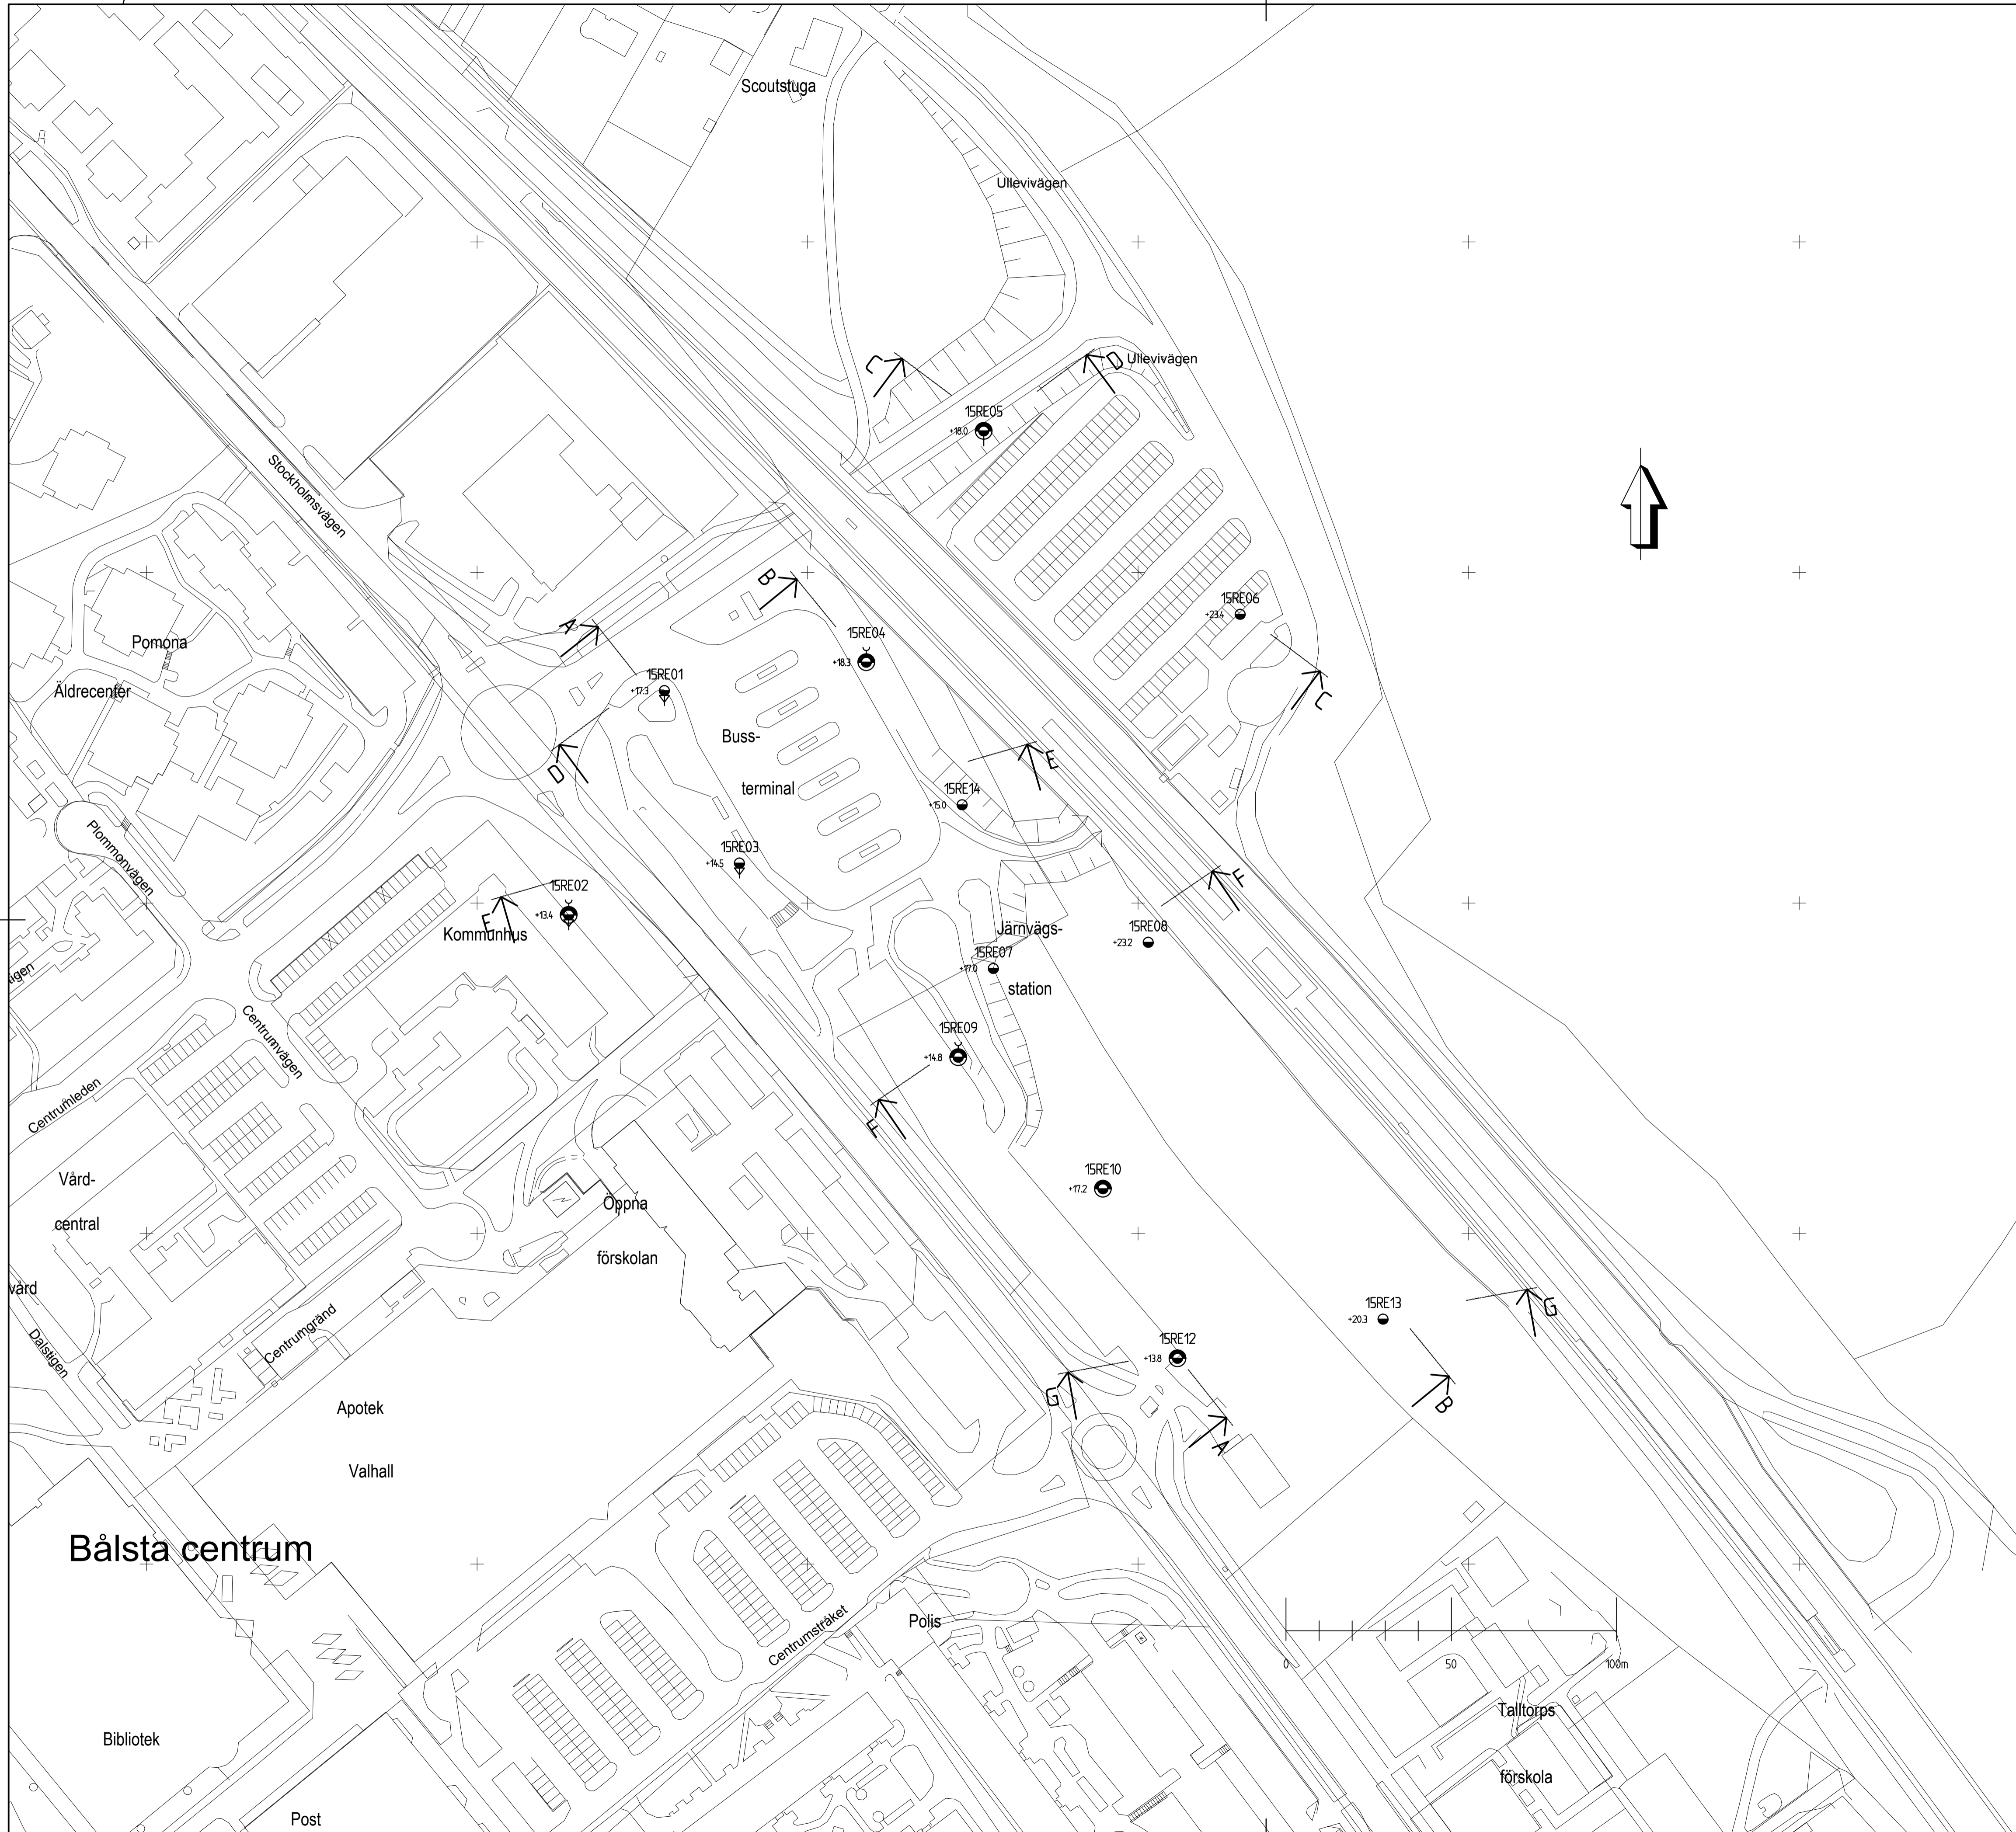 Scoutstuga
Ullevivägen
Ullevivägen
C
D
15RE05
+18.0
Stockholmsvägen
B
15RE06
+23.4
A
15RE04
+18.3
Pomona
15RE01
+17.3
Äldrecenter
C
Buss-
terminal
D
E
15RE14
+15.0
Plommonvägen
15RE03
+14.5
F
15RE02
+13.4
E
Kommunhus
Järnvägs-
15RE08
+23.2
15RE07
+17.0
station
Centrumvägen
15RE09
+14.8
Centrumleden
F
Vård-
central
15RE10
+17.2
Öppna
förskolan
vård
Dalstigen
Centrumgränd
15RE13
+20.3
G
15RE12
+13.8
G
B
A
Apotek
Valhall
Bålsta centrum
Centrumstråket
Polis
0
50
100m
Talltorps
förskola
Bibliotek
Post